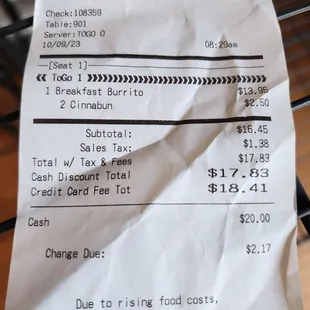 Check:108359
Table:901
Server:TOGO O
10/09/23 08:29am
[Seat 1]
« ToGo 1 »»»»»»»»»»»»»»»»
1 Breakfast Burrito $13.95
2 Cinnabun $2.50
Subtotal: $16.45
Sales Tax: $1.38
Total w/ Tax & Fees $17.83
Cash Discount Total $17.83
Credit Card Fee Tot $18.41
Cash $20.00
Change Due: $2.17
Due to rising food costs,